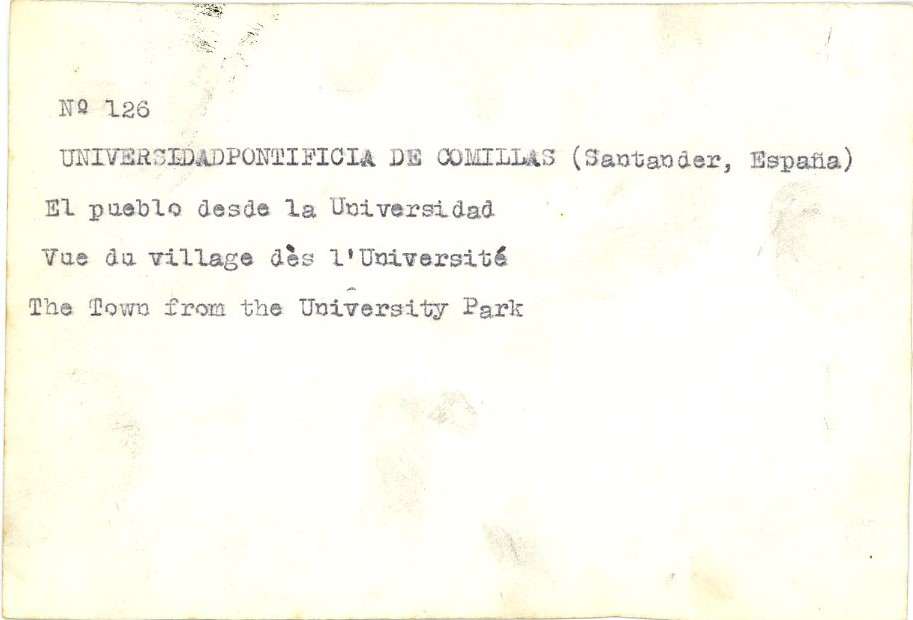 Nº 126
UNIVERSIDADPONTIFICIA DE COMILLAS (Santander, España)
El pueblo desde la Universidad
Vue du village dès l'Université
The Town from the University Park